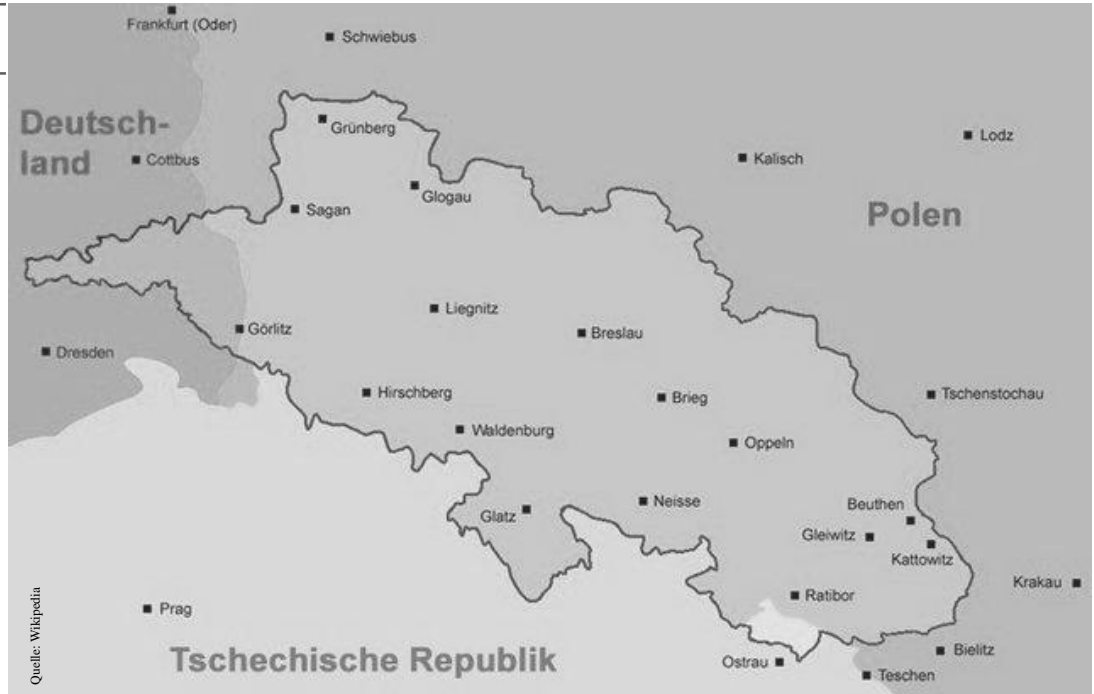 Frankfurt (Oder)
Schwiebus
Deutsch-
land
Grünberg
Cottbus
Kalisch
Lodz
Glogau
Sagan
Polen
Liegnitz
Görlitz
Breslau
Dresden
Hirschberg
Brieg
Tschenstochau
Waldenburg
Oppeln
Neisse
Beuthen
Glatz
Gleiwitz
Kattowitz
Krakau
Ratibor
Prag
Quelle: Wikipedia
Tschechische Republik
Ostrau
Bielitz
Teschen